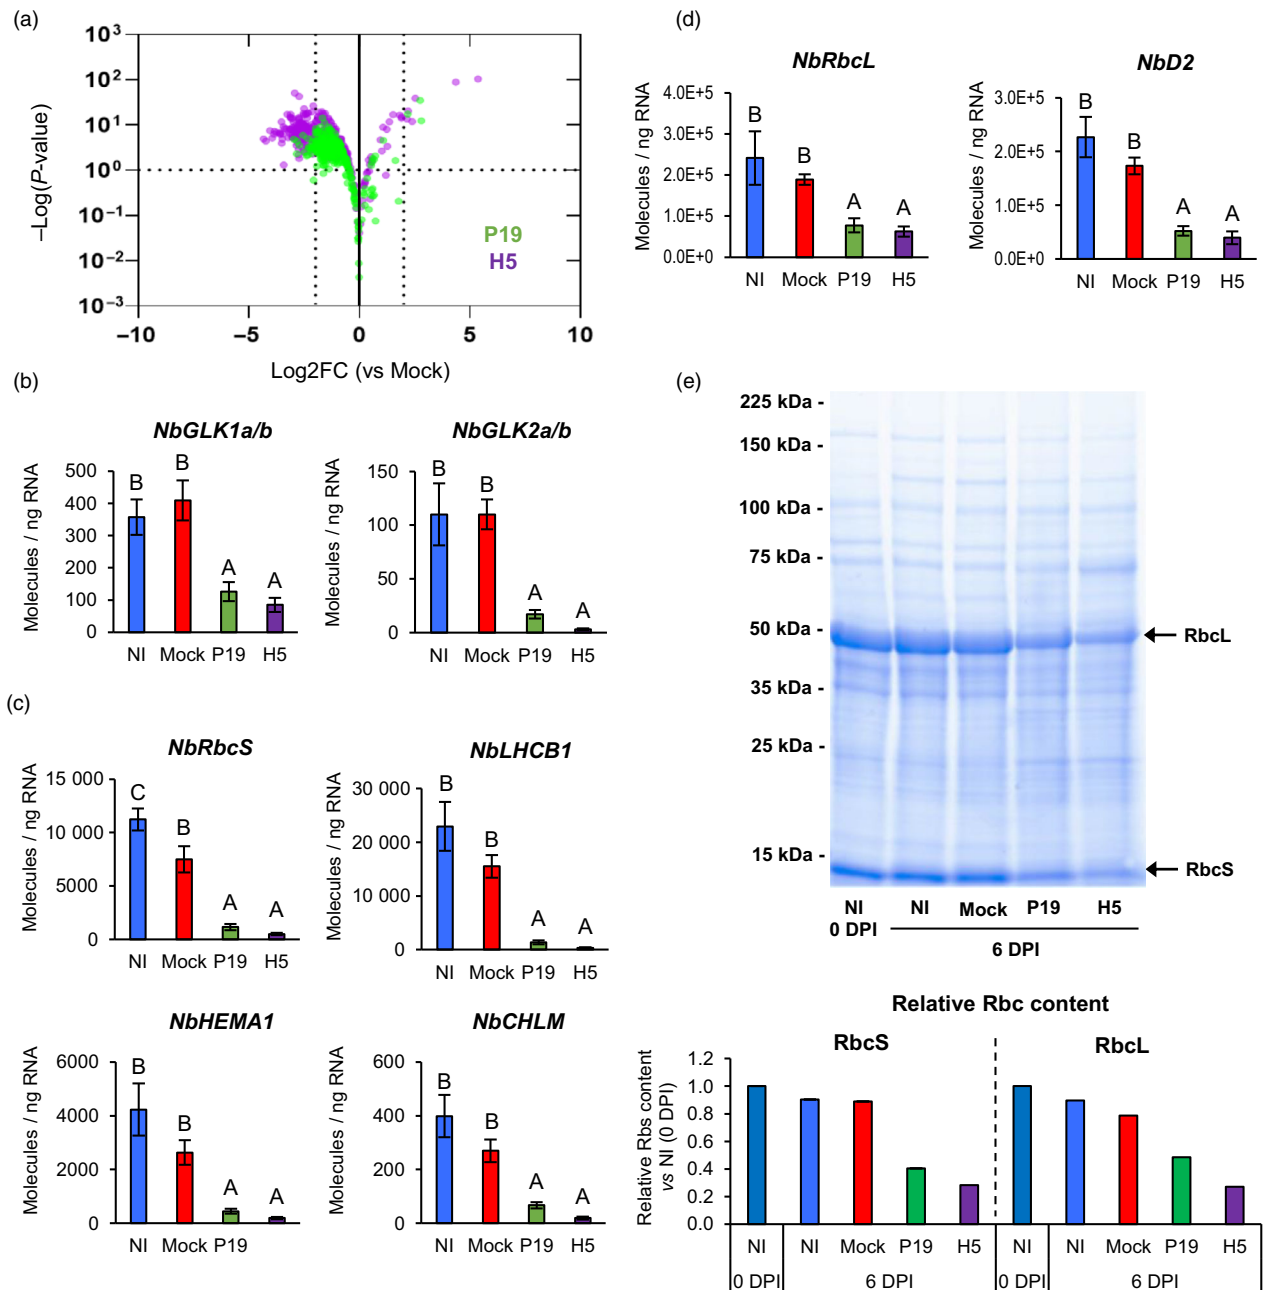 (a)
10³
10²
10¹
10⁰
10⁻¹
10⁻²
10⁻³
–Log(P-value)
P19
H5
–10 –5 0 5 10
Log2FC (vs Mock)
(b)
NbGLK1a/b
Molecules / ng RNA
500
400
300
200
100
0
B B A A
NI Mock P19 H5
NbGLK2a/b
Molecules / ng RNA
150
100
50
0
B B A A
NI Mock P19 H5
(c)
NbRbcS
Molecules / ng RNA
15 000
10 000
5000
0
C B A A
NI Mock P19 H5
NbLHCB1
Molecules / ng RNA
30 000
20 000
10 000
0
B B A A
NI Mock P19 H5
NbHEMA1
Molecules / ng RNA
6000
4000
2000
0
B B A A
NI Mock P19
NbCHLM
Molecules / ng RNA
600
400
200
0
B B A A
NI Mock P19 H5
(d)
NbRbcL
Molecules / ng RNA
4.0E+5
3.0E+5
2.0E+5
1.0E+5
0.0E+0
B B A A
NI Mock P19 H5
NbD2
Molecules / ng RNA
3.0E+5
2.0E+5
1.0E+5
0.0E+0
B B A A
NI Mock P19 H5
(e)
225 kDa -
150 kDa -
100 kDa -
75 kDa -
50 kDa -
35 kDa -
25 kDa -
15 kDa -
RbcL
RbcS
NI NI Mock P19 H5
0 DPI
6 DPI
Relative Rbc content
RbcS RbcL
Relative Rbs content
vs NI (0 DPI)
1.2
1.0
0.8
0.6
0.4
0.2
0.0
NI NI Mock P19 H5 NI NI Mock P19 H5
0 DPI 6 DPI 0 DPI 6 DPI